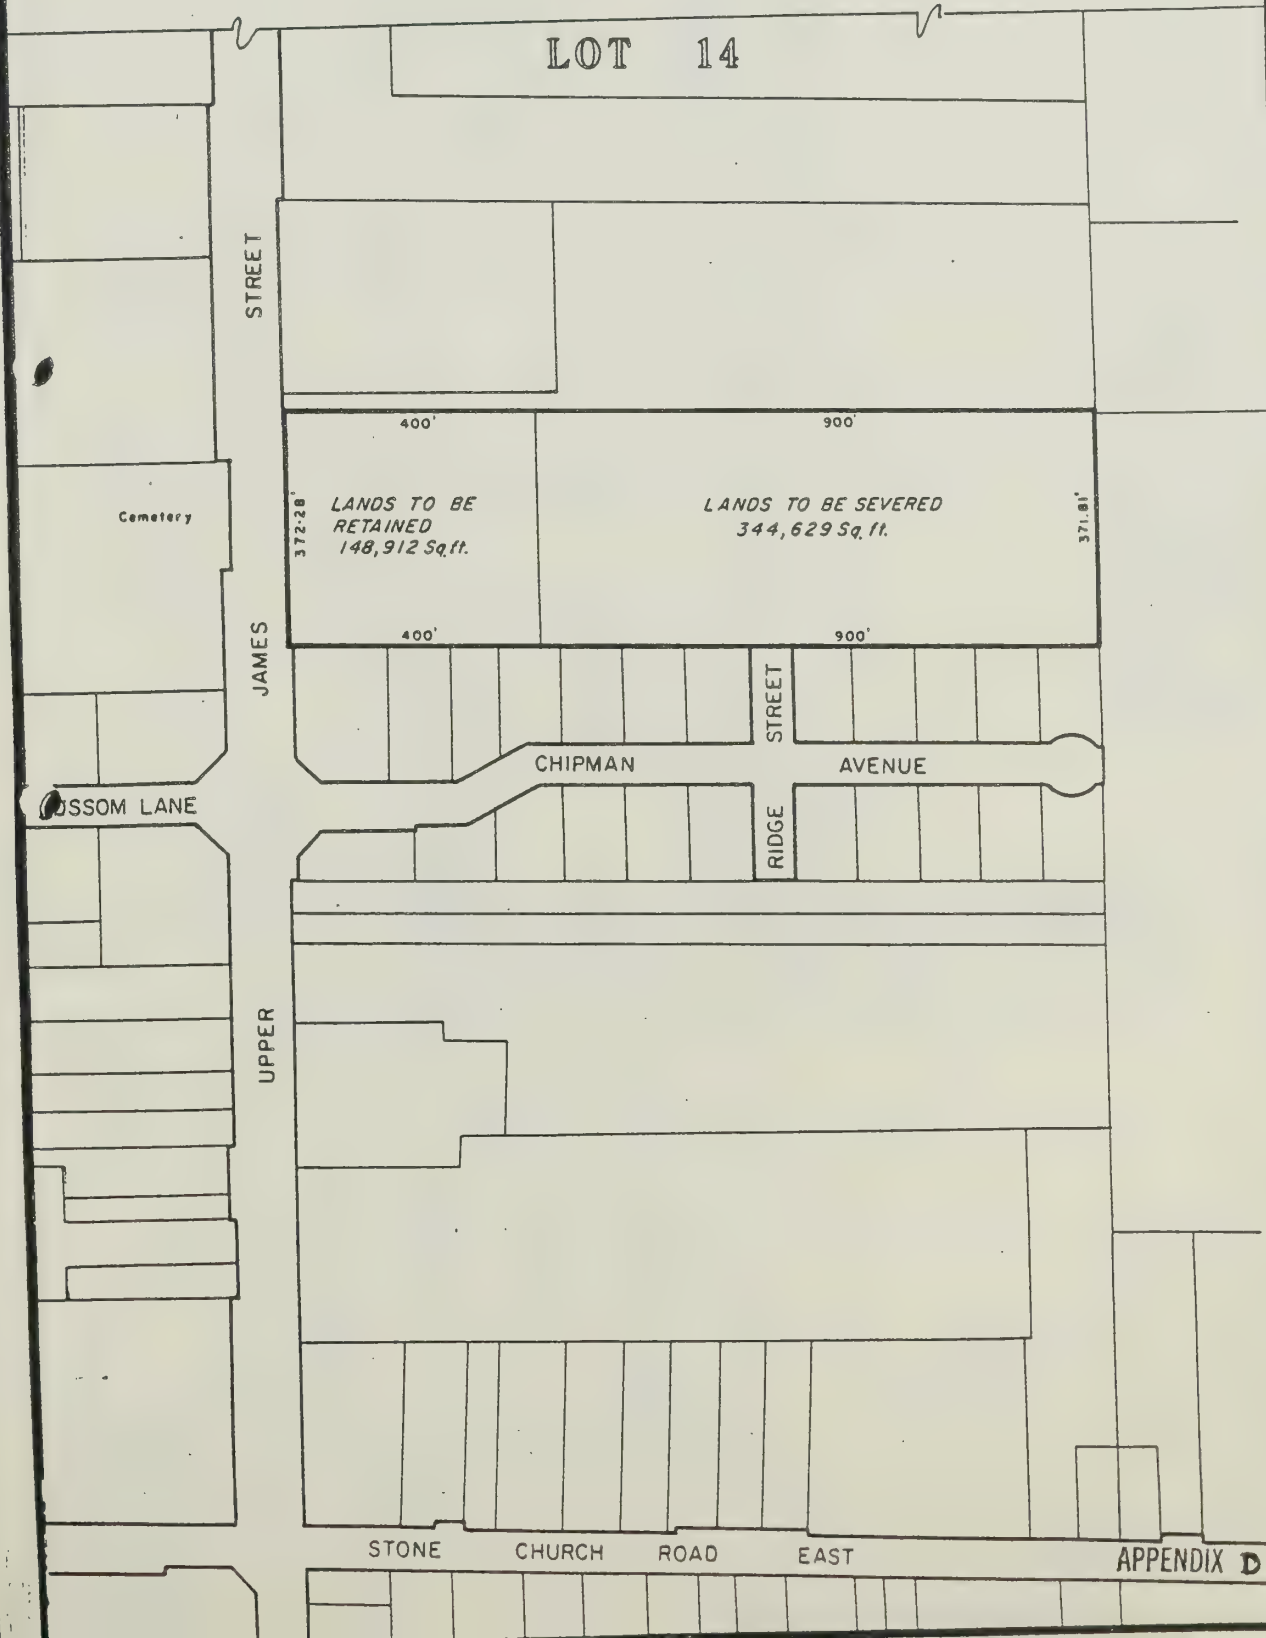 LOT 14
STREET
400'
900'
372.28'
LANDS TO BE
RETAINED
148,912 Sq.ft.
LANDS TO BE SEVERED
344,629 Sq.ft.
371.81'
Cemetery
400'
900'
JAMES
STREET
CHIPMAN AVENUE
LANE
RIDGE
UPPER
STONE CHURCH ROAD EAST
APPENDIX D